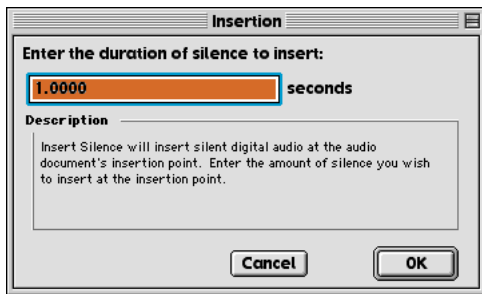 Insertion
Enter the duration of silence to insert:
1.0000 seconds
Description
Insert Silence will insert silent digital audio at the audio
document's insertion point. Enter the amount of silence you wish
to insert at the insertion point.
Cancel OK